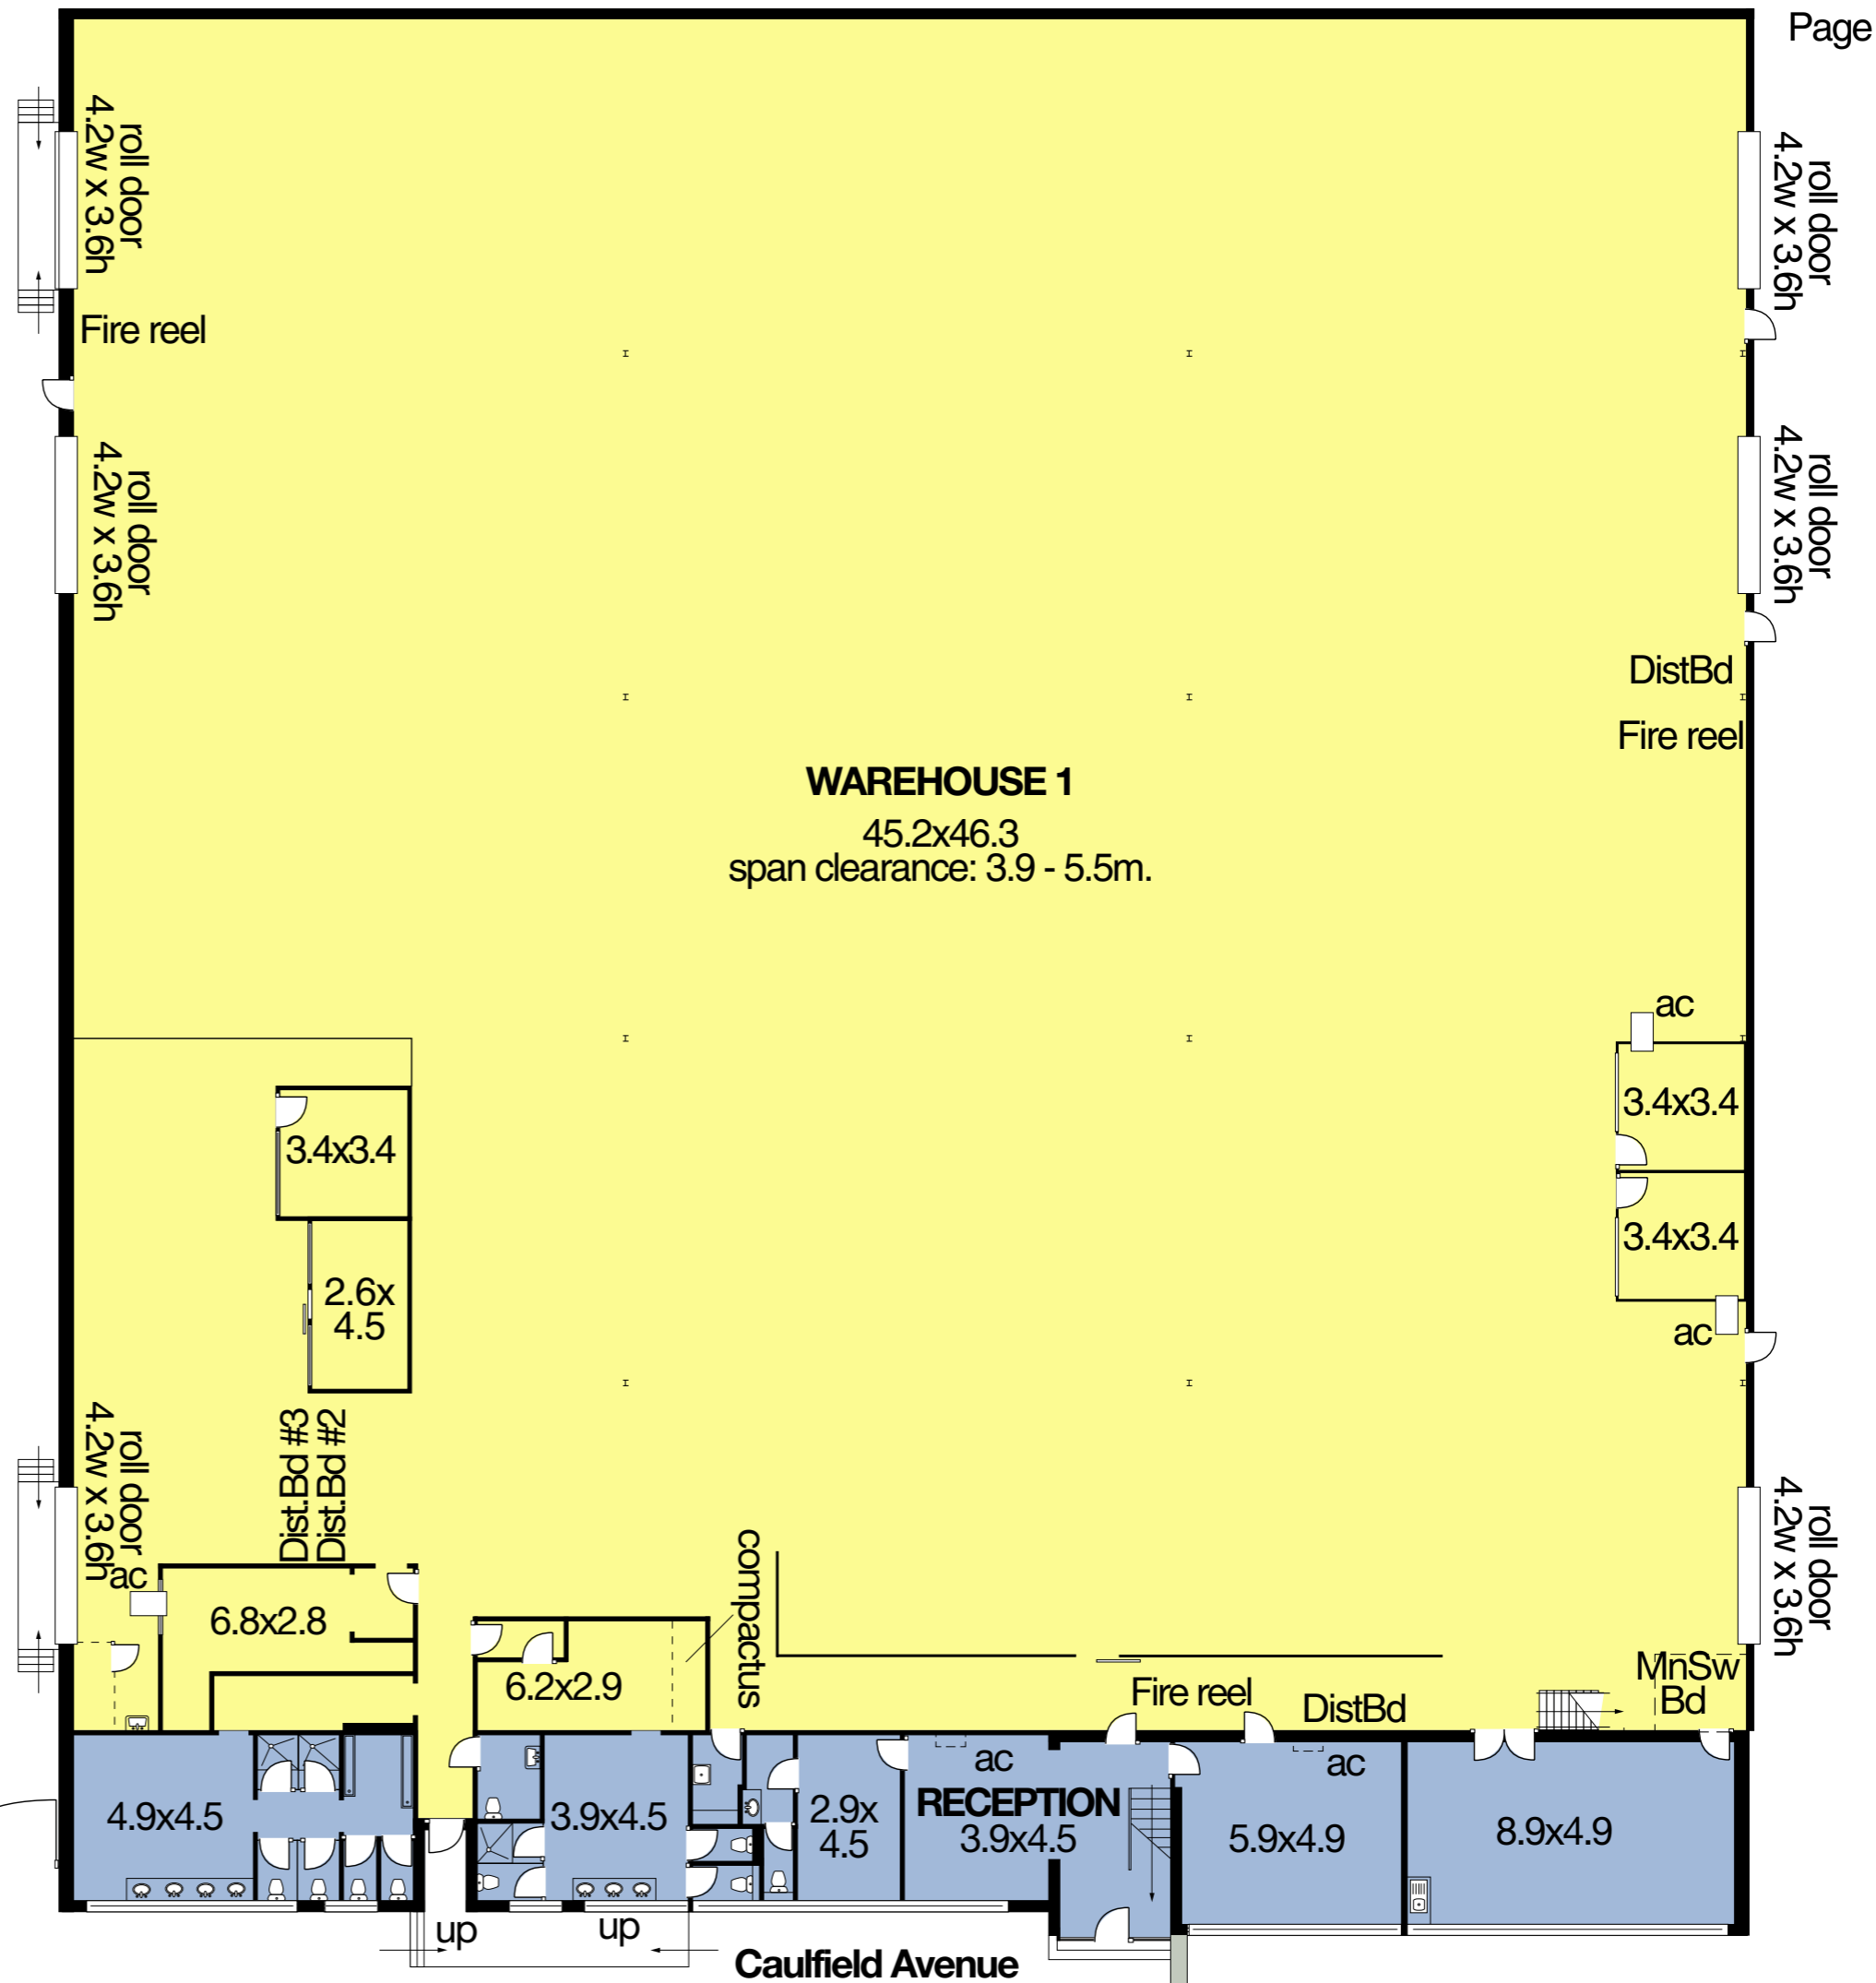 Page
roll door
4.2w x 3.6h
roll door
4.2w x 3.6h
Fire reel
roll door
4.2w x 3.6h
roll door
4.2w x 3.6h
DistBd
Fire reel
WAREHOUSE 1
45.2x46.3
span clearance: 3.9 - 5.5m.
ac
3.4x3.4
3.4x3.4
3.4x3.4
2.6x
4.5
ac
roll door
4.2w x 3.6h
Dist.Bd #3
Dist.Bd #2
roll door
4.2w x 3.6h
ac
6.8x2.8
compactus
6.2x2.9
Fire reel
DistBd
MnSw
Bd
4.9x4.5
3.9x4.5
2.9x
4.5
ac
RECEPTION
3.9x4.5
ac
5.9x4.9
8.9x4.9
up
up
Caulfield Avenue